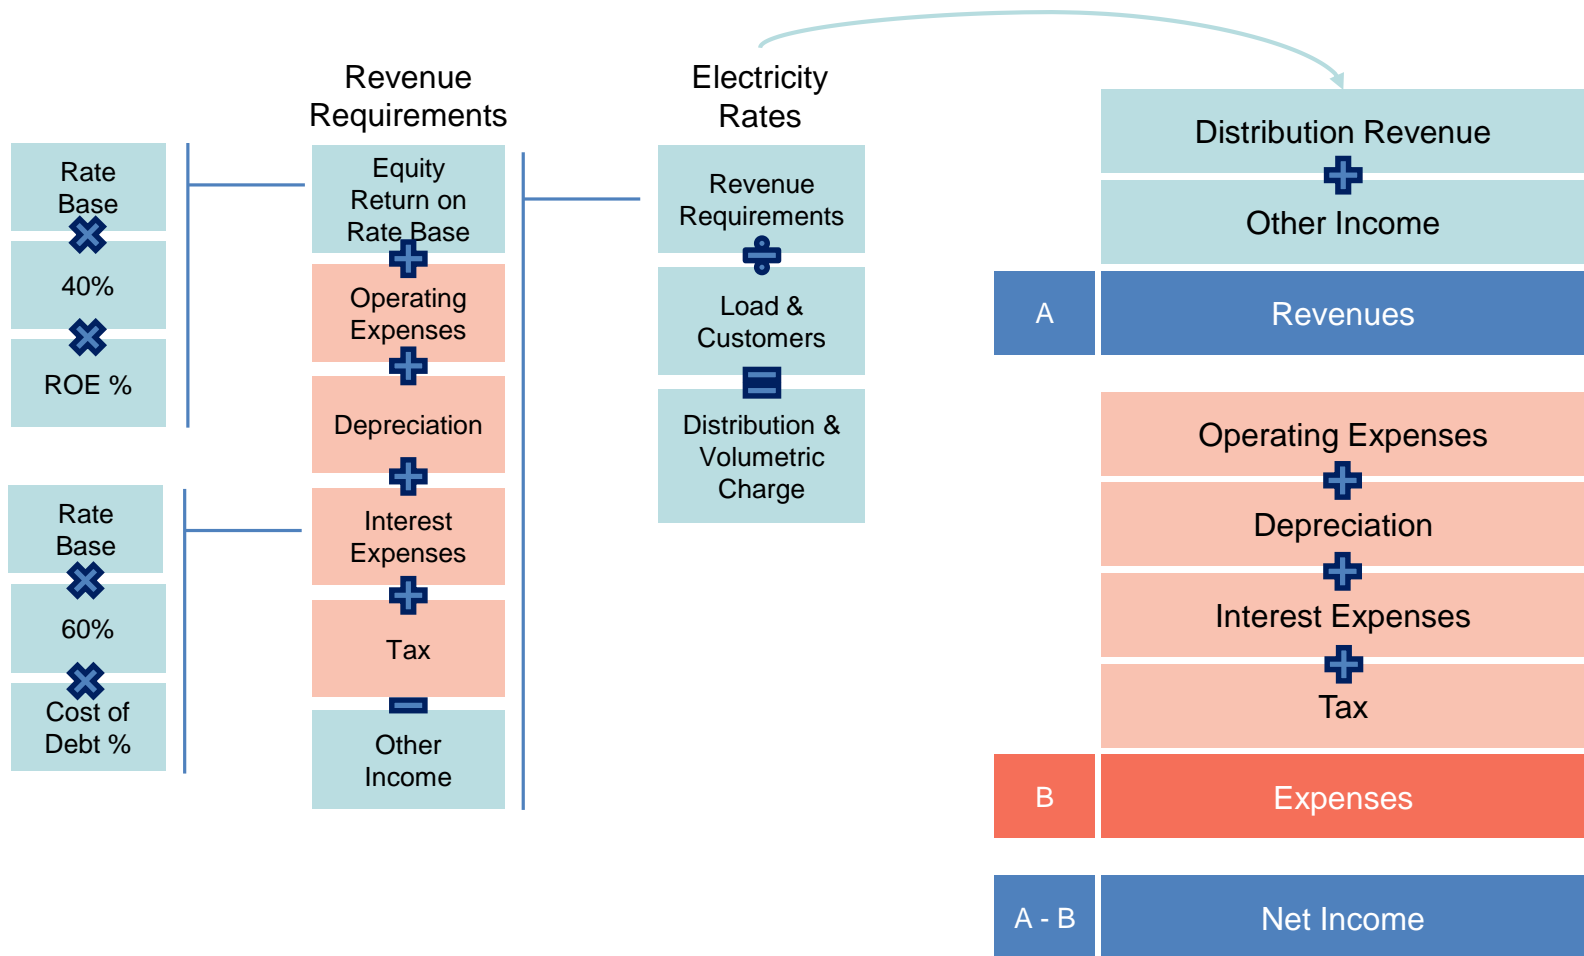 Rate
Base
40%
ROE %
Rate
Base
60%
Cost of
Debt %
Revenue
Requirements
Equity
Return on
Rate Base
Operating
Expenses
Depreciation
Interest
Expenses
Tax
Other
Income
Electricity
Rates
Revenue
Requirements
Load &
Customers
Distribution &
Volumetric
Charge
Distribution Revenue
Other Income
A
Revenues
Operating Expenses
Depreciation
Interest Expenses
Tax
B
Expenses
A - B
Net Income